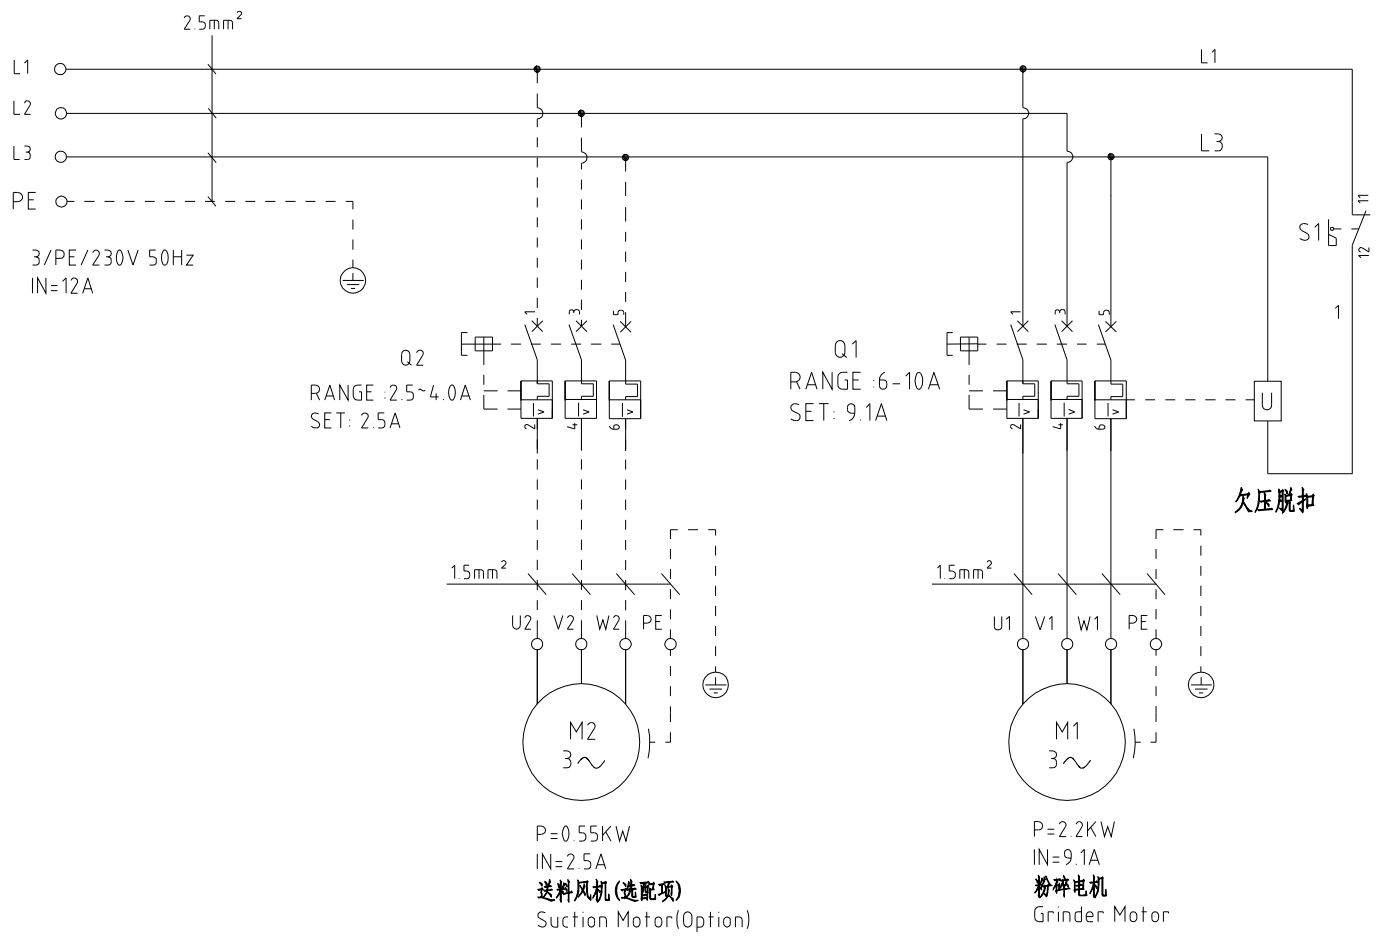 2.5mm²
L1
L1
L2
L3
L3
PE
3/PE/230V 50Hz
IN=12A
11
S1
12
1
1
3
5
Q2
RANGE :2.5~4.0A
SET: 2.5A
2
4
6
1
3
5
Q1
RANGE :6-10A
SET: 9.1A
2
4
6
U
欠压脱扣
1.5mm²
U2
V2
W2
PE
1.5mm²
U1
V1
W1
PE
M2
3~
M1
3~
P=0.55KW
IN=2.5A
送料风机(选配项)
Suction Motor(Option)
P=2.2KW
IN=9.1A
粉碎电机
Grinder Motor